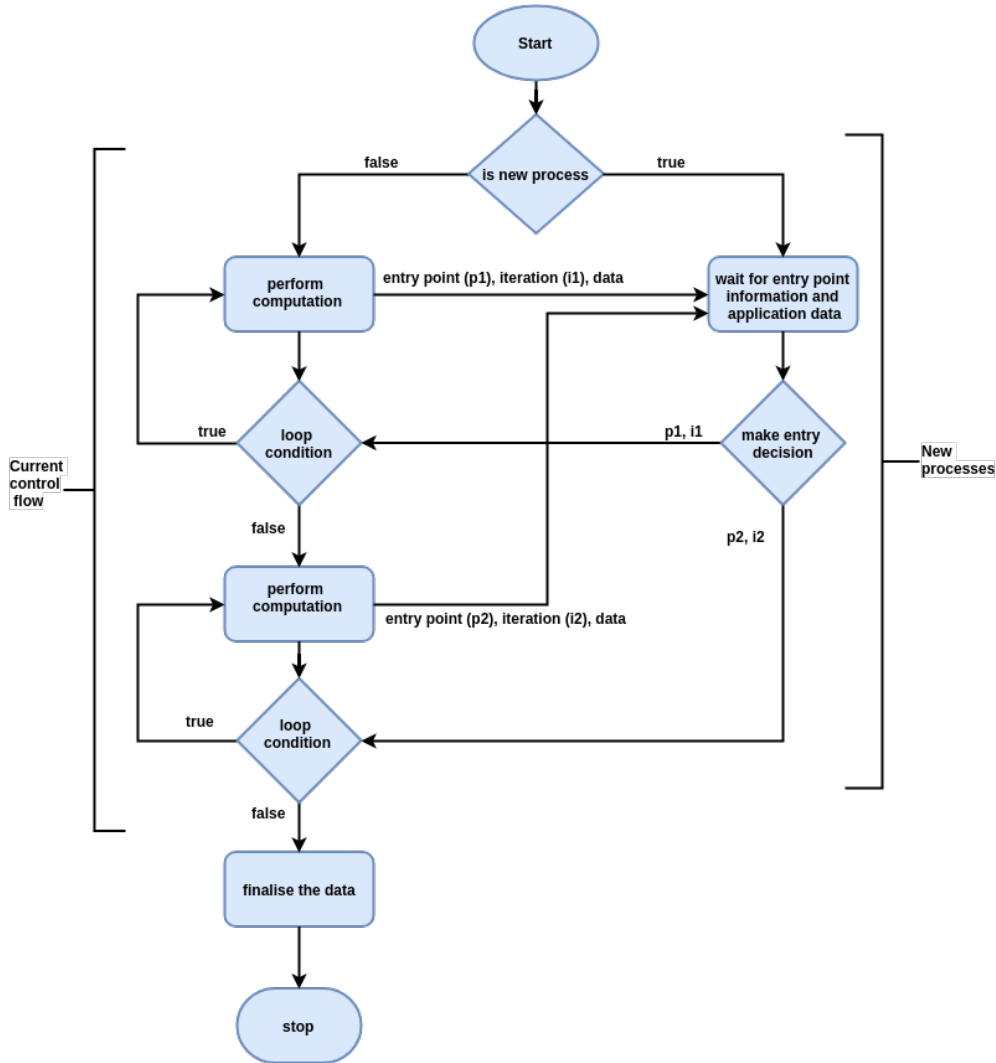 Start
is new process
false
true
perform
computation
entry point (p1), iteration (i1), data
wait for entry point
information and
application data
true
loop
condition
p1, i1
make entry
decision
Current
control
flow
New
processes
false
p2, i2
perform
computation
entry point (p2), iteration (i2), data
true
loop
condition
false
finalise the data
stop